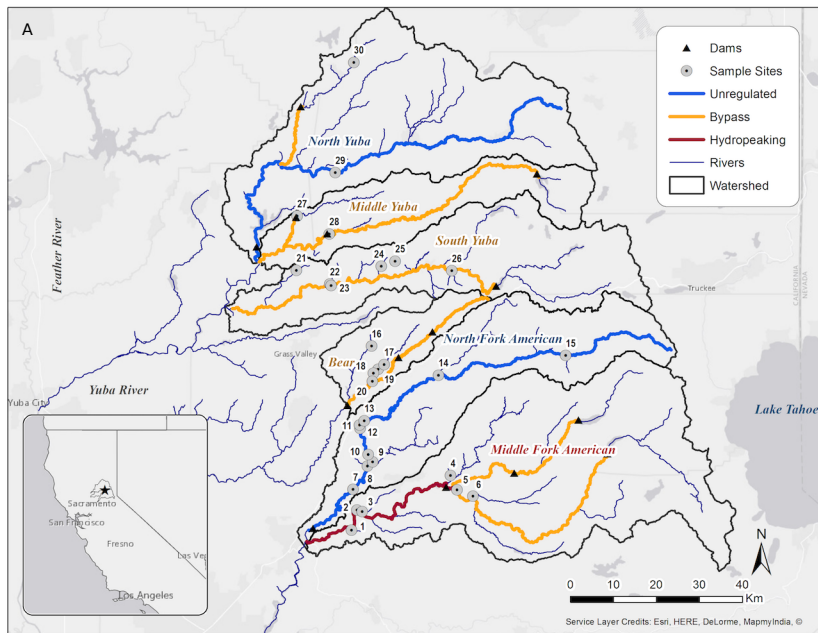 A
30
North Yuba
29
27
Middle Yuba
28
South Yuba
21
24
25
22
23
26
Feather River
Truckee
CALIFORNIA
NEVADA
Grass Valley
16
17
Bear
18
19
20
North Fork American
15
14
Yuba River
Yuba City
13
11
12
10
9
Middle Fork American
4
5
6
7
8
2
3
1
Lake Tahoe
Dams
Sample Sites
Unregulated
Bypass
Hydropeaking
Rivers
Watershed
Sacramento
San Francisco
Fresno
Las Ve
Los Angeles
N
0 10 20 30 40
Km
Service Layer Credits: Esri, HERE, DeLorme, MapmyIndia, ©